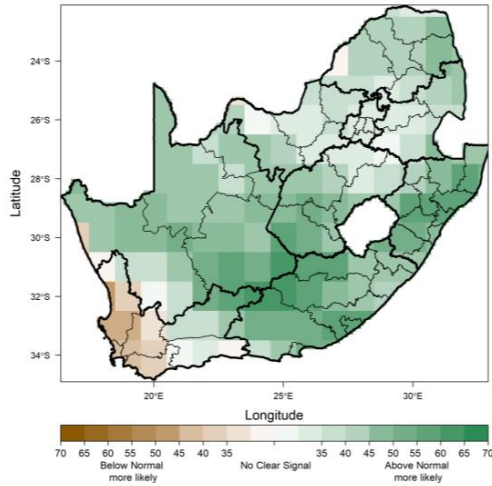 24°S
26°S
28°S
30°S
32°S
34°S
Latitude
20°E 25°E 30°E
Longitude
70 65 60 55 50 45 40 35 35 40 45 50 55 60 65 70
Below Normal No Clear Signal Above Normal
more likely more likely